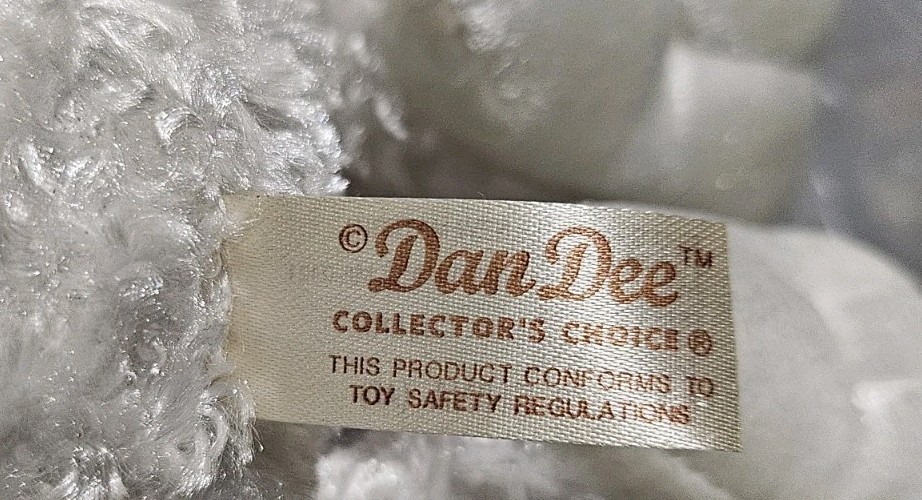 © Dan Dee™
COLLECTOR'S CHOICE ®
THIS PRODUCT CONFORMS TO
TOY SAFETY REGULATIONS